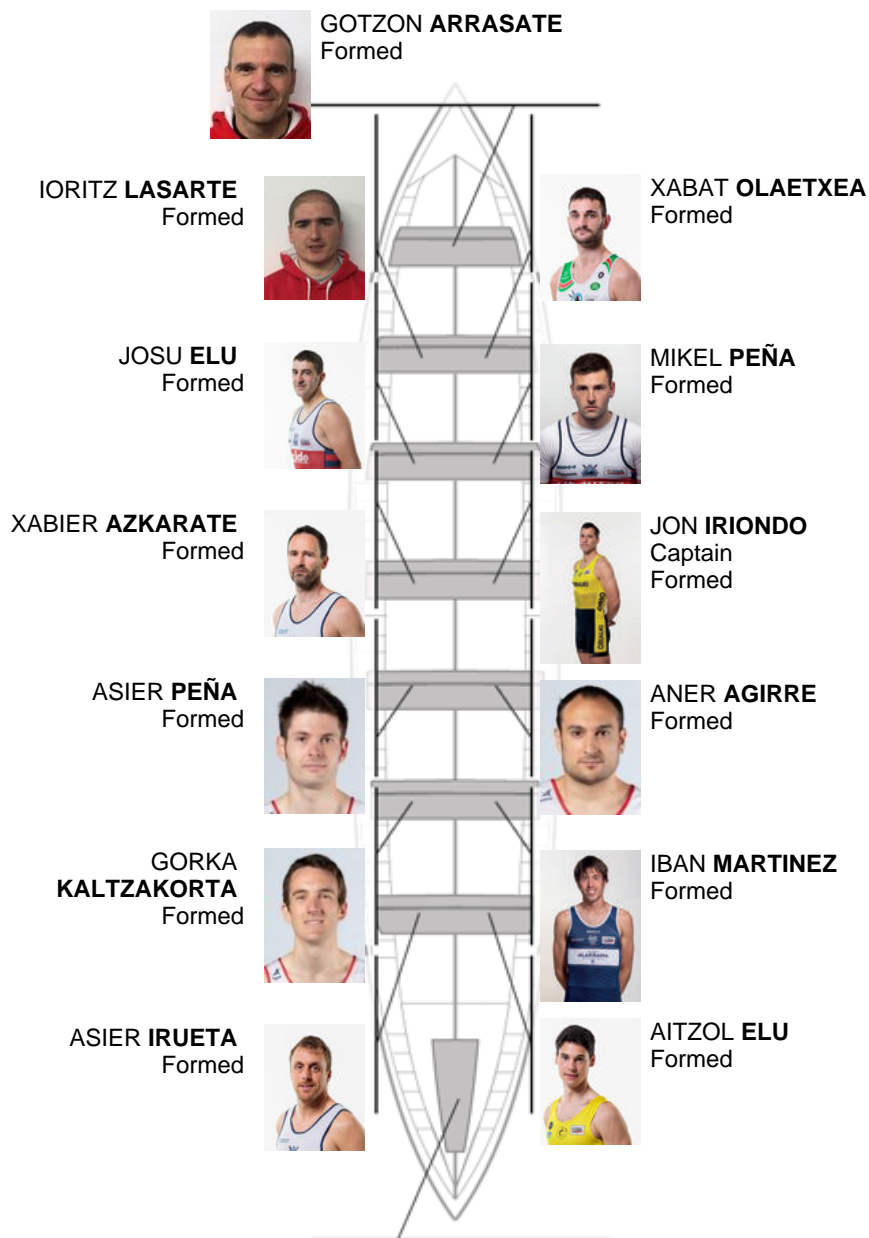 GOTZON ARRASATE
Formed
IORITZ LASARTE
Formed
XABAT OLAETXEA
Formed
JOSU ELU
Formed
MIKEL PEÑA
Formed
XABIER AZKARATE
Formed
JON IRIONDO
Captain
Formed
ASIER PEÑA
Formed
ANER AGIRRE
Formed
GORKA
KALTZAKORTA
Formed
IBAN MARTINEZ
Formed
ASIER IRUETA
Formed
AITZOL ELU
Formed